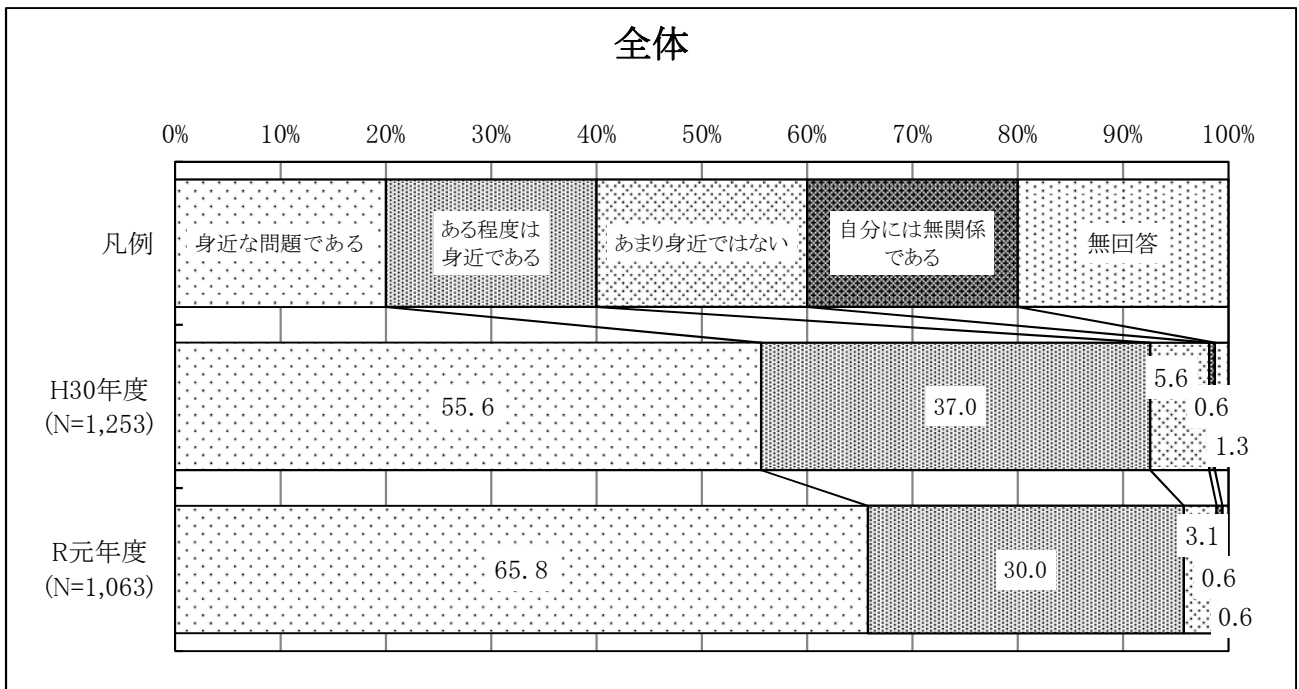 全体
0% 10% 20% 30% 40% 50% 60% 70% 80% 90% 100%
凡例
身近な問題である
ある程度は
身近である
あまり身近ではない
自分には無関係
である
無回答
H30年度
(N=1,253)
55.6
37.0
5.6
0.6
1.3
R元年度
(N=1,063)
65.8
30.0
3.1
0.6
0.6